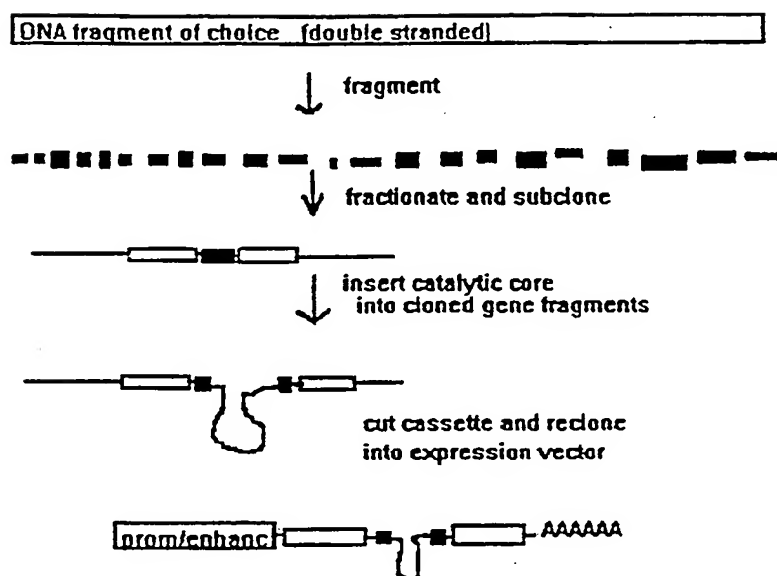 DNA fragment of choice (double stranded)
fragment
fractionate and subclone
insert catalytic core
into cloned gene fragments
cut cassette and reclone
into expression vector
prom/enhanc
AAAAAA